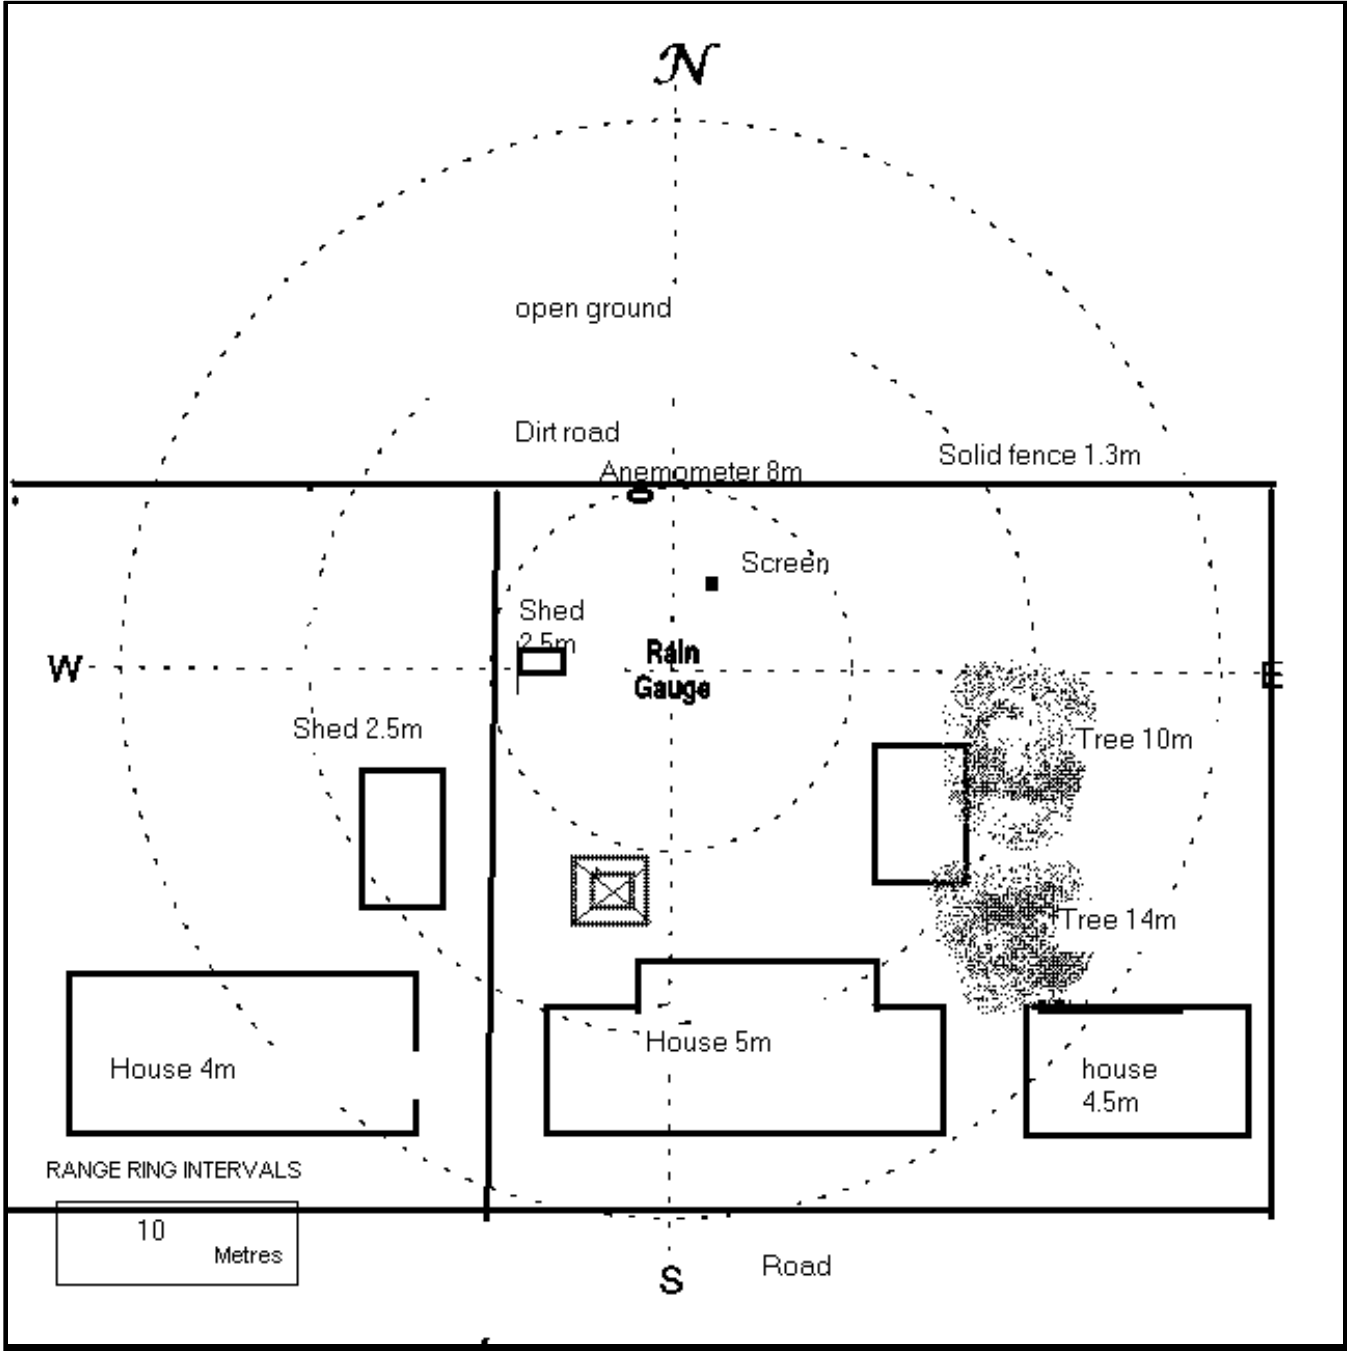 N
open ground
Dirt road
Solid fence 1.3m
Anemometer 8m
Screen
Shed
2.5m
Rain
Gauge
W
E
Shed 2.5m
Tree 10m
Tree 14m
House 4m
House 5m
house
4.5m
RANGE RING INTERVALS
10
Metres
S
Road